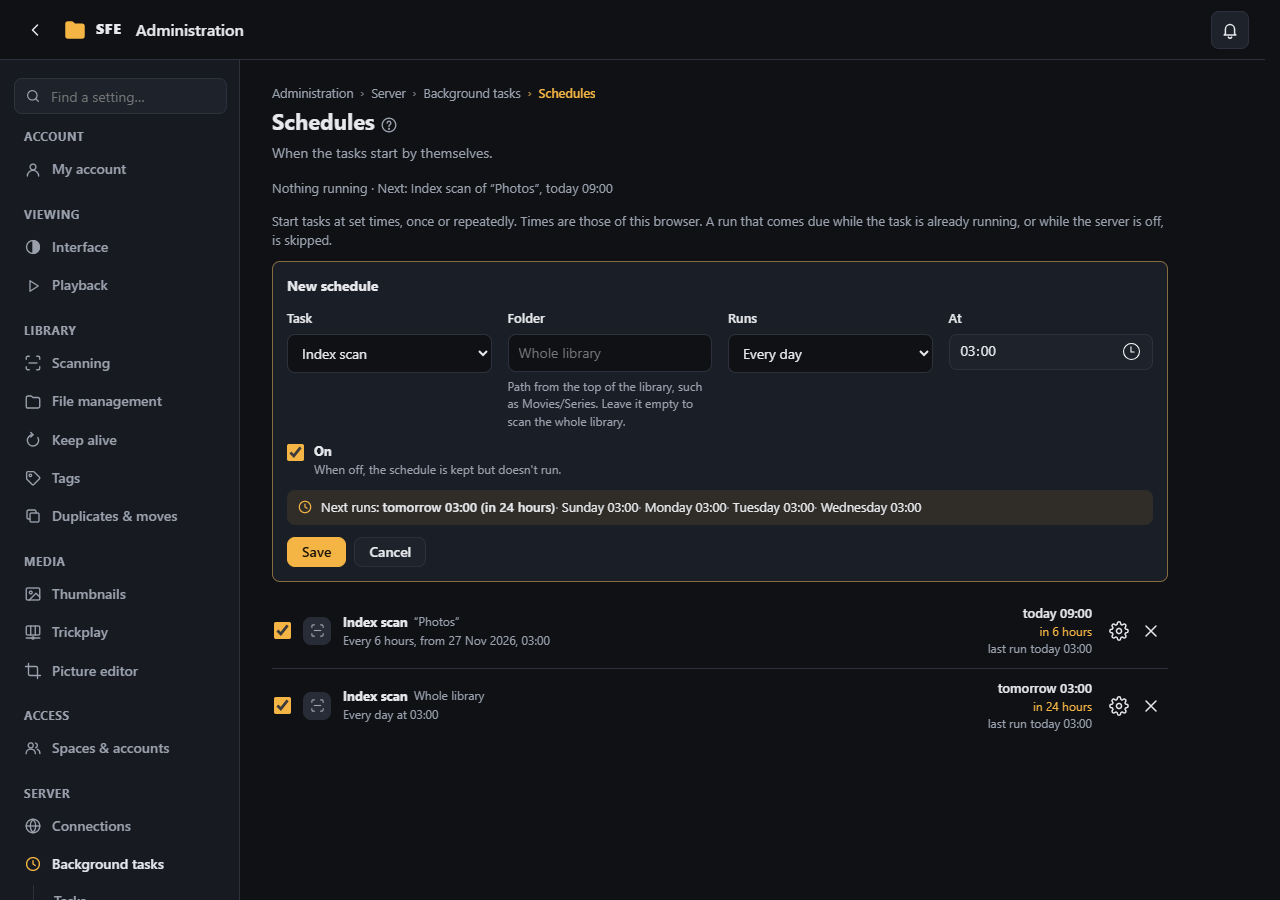 SFE Administration
Find a setting...
ACCOUNT
My account
VIEWING
Interface
Playback
LIBRARY
Scanning
File management
Keep alive
Tags
Duplicates & moves
MEDIA
Thumbnails
Trickplay
Picture editor
ACCESS
Spaces & accounts
SERVER
Connections
Background tasks
Tasks
Administration › Server › Background tasks › Schedules
Schedules ?
When the tasks start by themselves.
Nothing running · Next: Index scan of “Photos”, today 09:00
Start tasks at set times, once or repeatedly. Times are those of this browser. A run that comes due while the task is already running, or while the server is off,
is skipped.
New schedule
Task Folder Runs At
Index scan Whole library Every day 03:00
Path from the top of the library, such
as Movies/Series. Leave it empty to
scan the whole library.
On
When off, the schedule is kept but doesn't run.
Next runs: tomorrow 03:00 (in 24 hours)· Sunday 03:00· Monday 03:00· Tuesday 03:00· Wednesday 03:00
Save Cancel
Index scan “Photos”
Every 6 hours, from 27 Nov 2026, 03:00
today 09:00
in 6 hours
last run today 03:00
Index scan Whole library
Every day at 03:00
tomorrow 03:00
in 24 hours
last run today 03:00